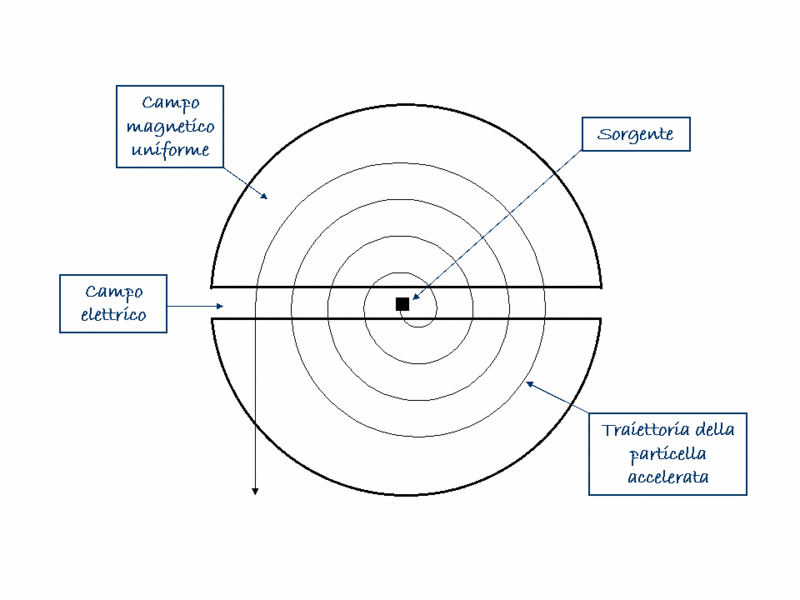 Campo
magnetico
uniforme
Sorgente
Campo
elettrico
Traiettoria della
particella
accelerata